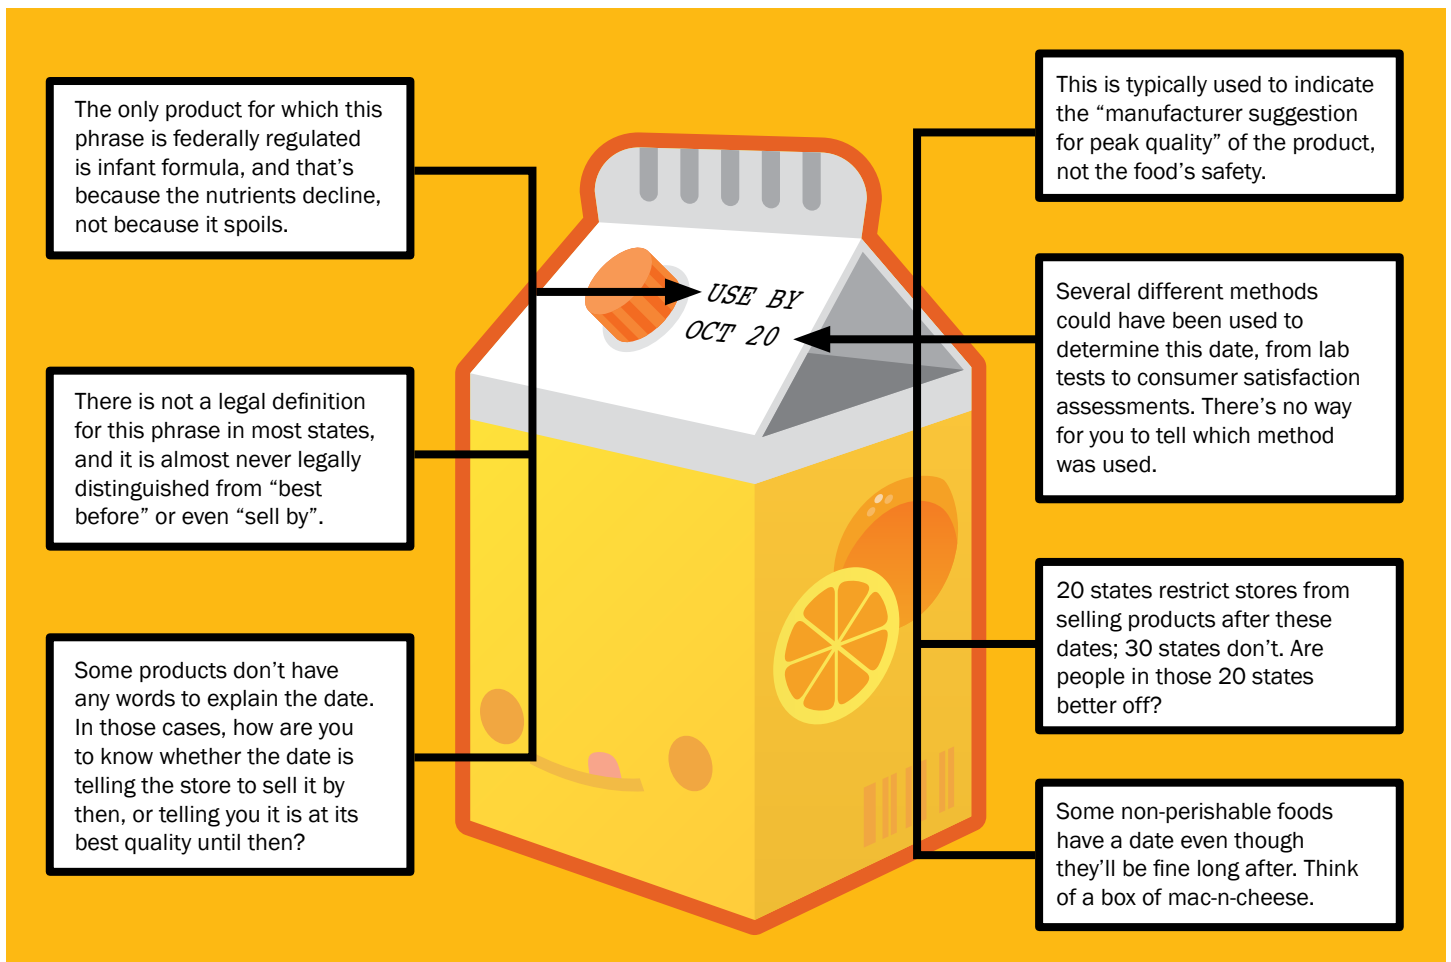 The only product for which this
phrase is federally regulated
is infant formula, and that’s
because the nutrients decline,
not because it spoils.
There is not a legal definition
for this phrase in most states,
and it is almost never legally
distinguished from “best
before” or even “sell by”.
Some products don’t have
any words to explain the date.
In those cases, how are you
to know whether the date is
telling the store to sell it by
then, or telling you it is at its
best quality until then?
USE BY
OCT 20
This is typically used to indicate
the “manufacturer suggestion
for peak quality” of the product,
not the food’s safety.
Several different methods
could have been used to
determine this date, from lab
tests to consumer satisfaction
assessments. There’s no way
for you to tell which method
was used.
20 states restrict stores from
selling products after these
dates; 30 states don’t. Are
people in those 20 states
better off?
Some non-perishable foods
have a date even though
they’ll be fine long after. Think
of a box of mac-n-cheese.